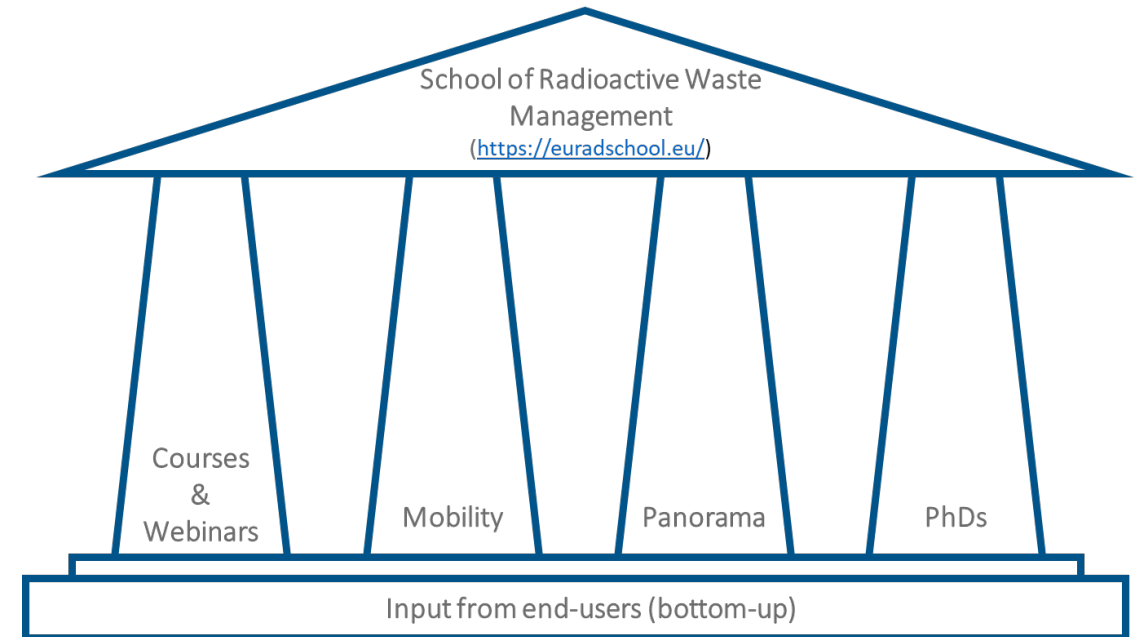 School of Radioactive Waste
Management
(https://euradschool.eu/)
Courses
&
Webinars
Mobility
Panorama
PhDs
Input from end-users (bottom-up)